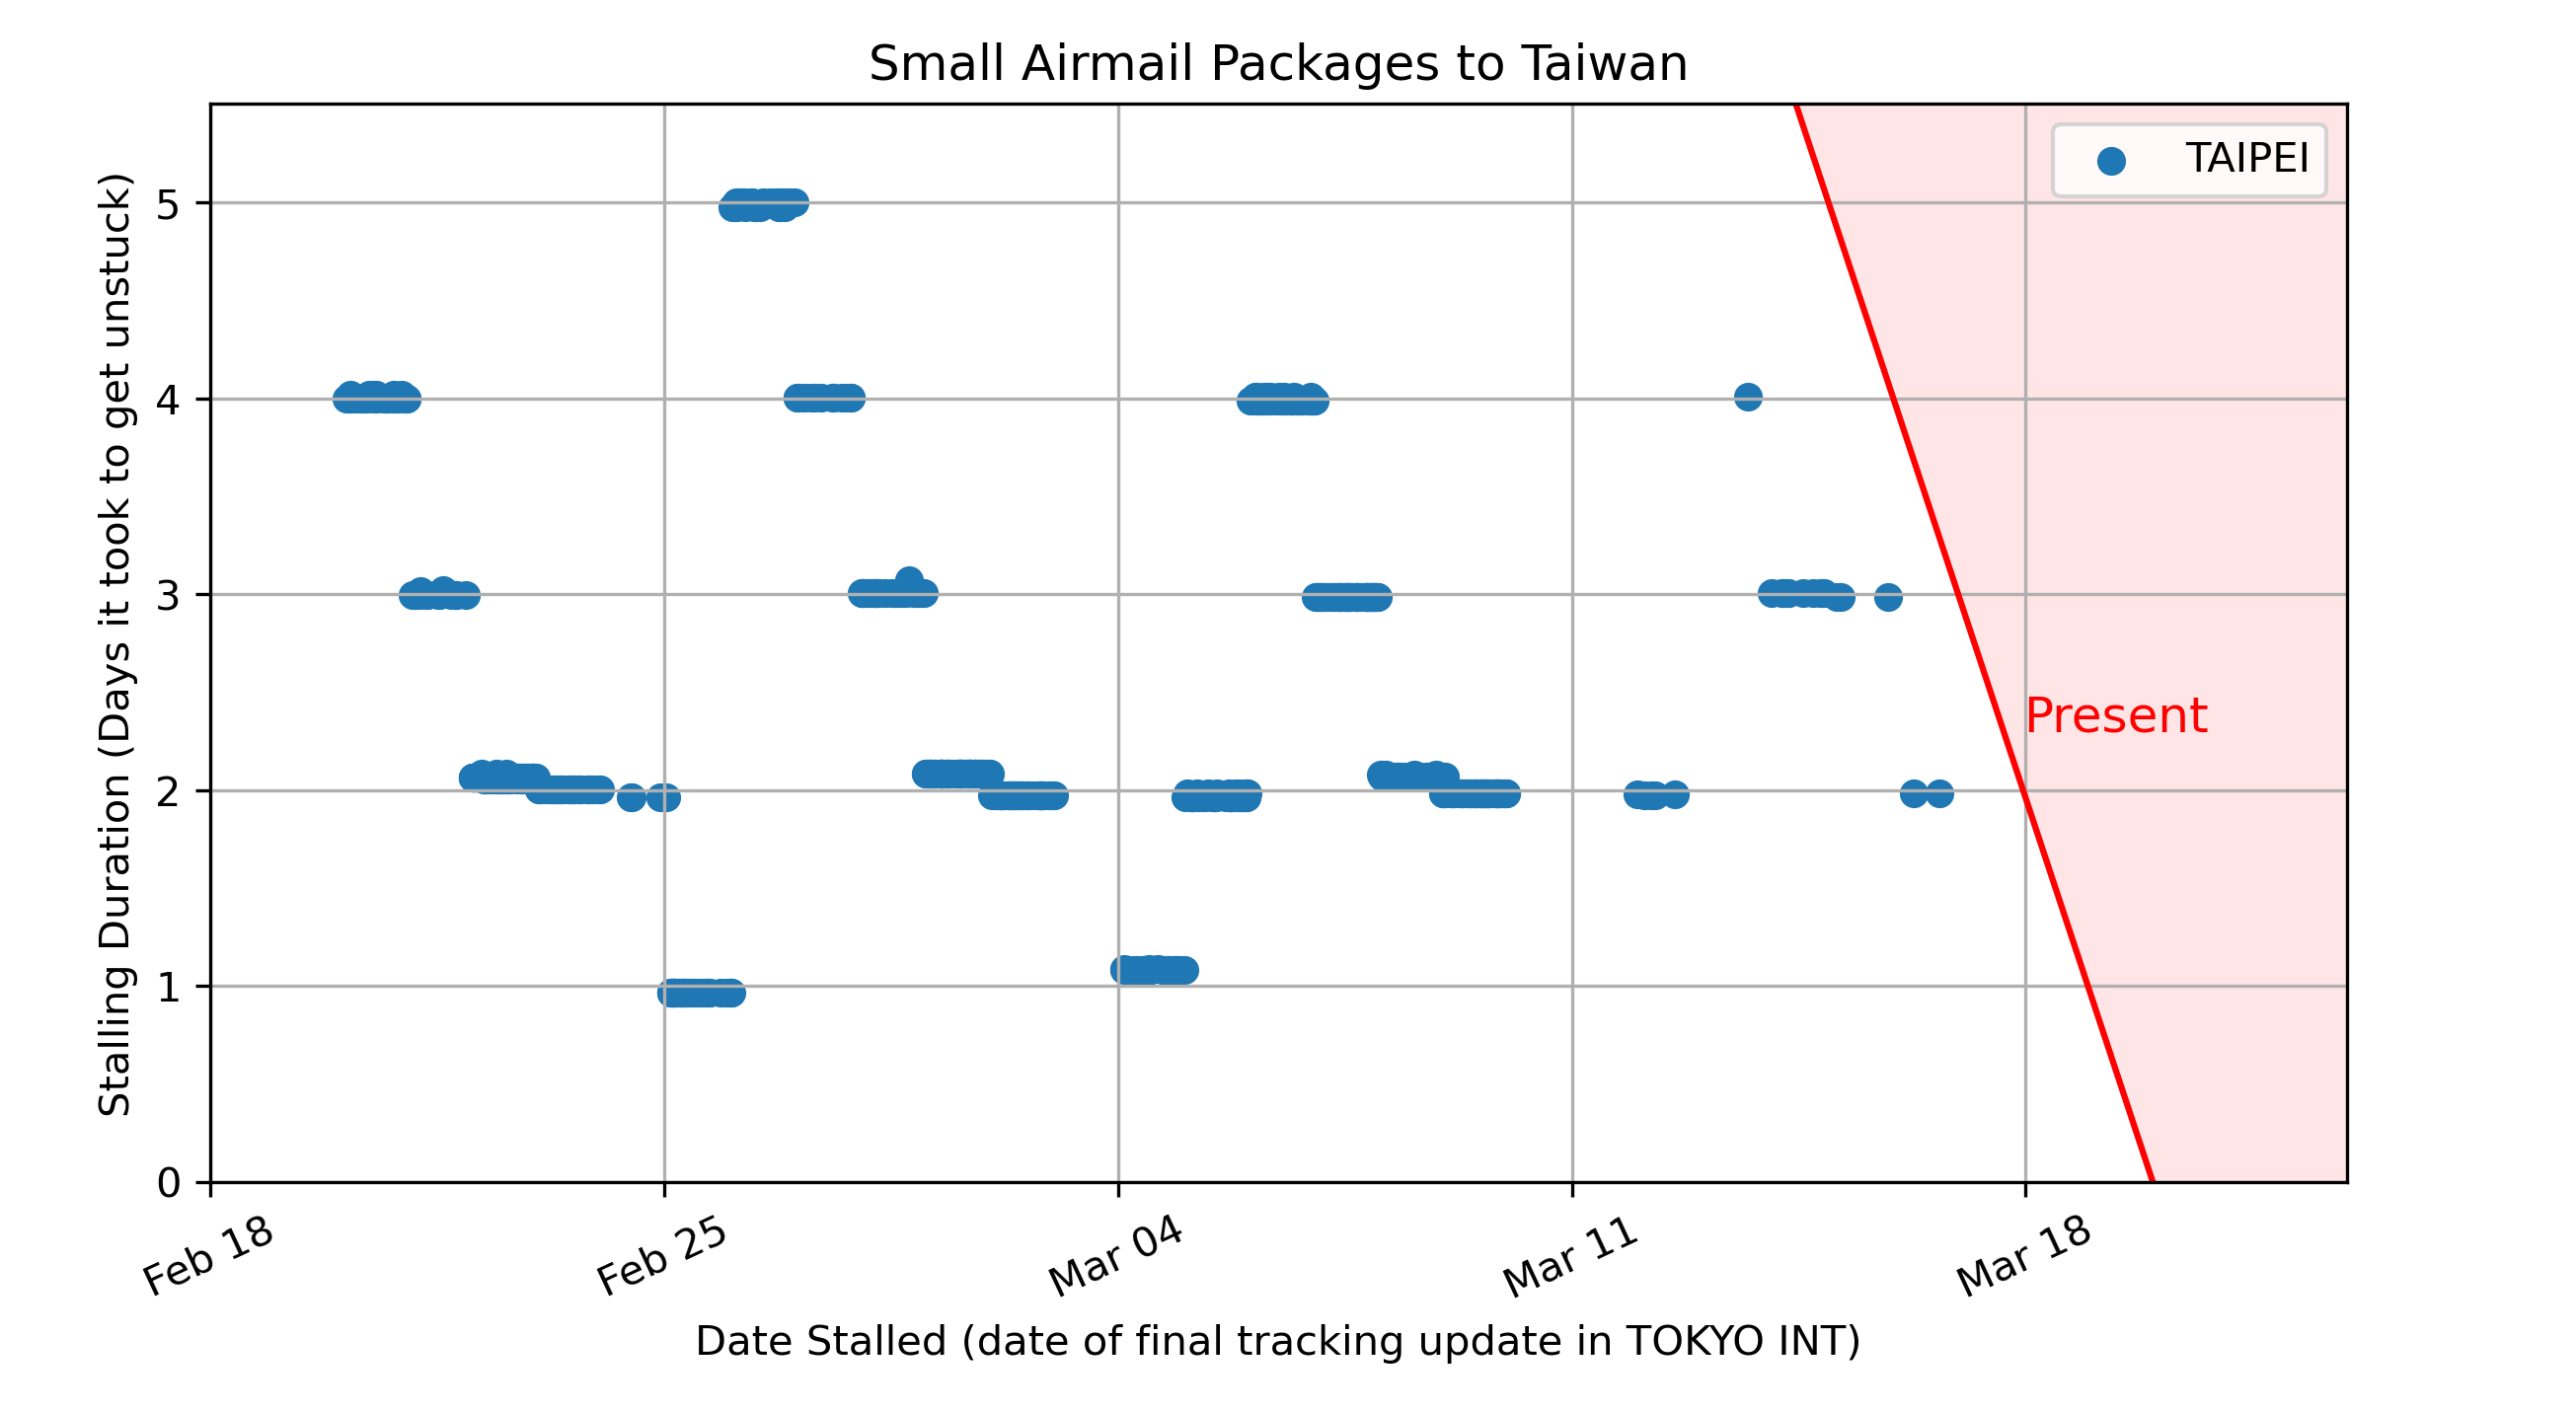 Small Airmail Packages to Taiwan
TAIPEI
Stalling Duration (Days it took to get unstuck)
5
4
3
2
1
0
Present
Feb 18
Feb 25
Mar 04
Mar 11
Mar 18
Date Stalled (date of final tracking update in TOKYO INT)